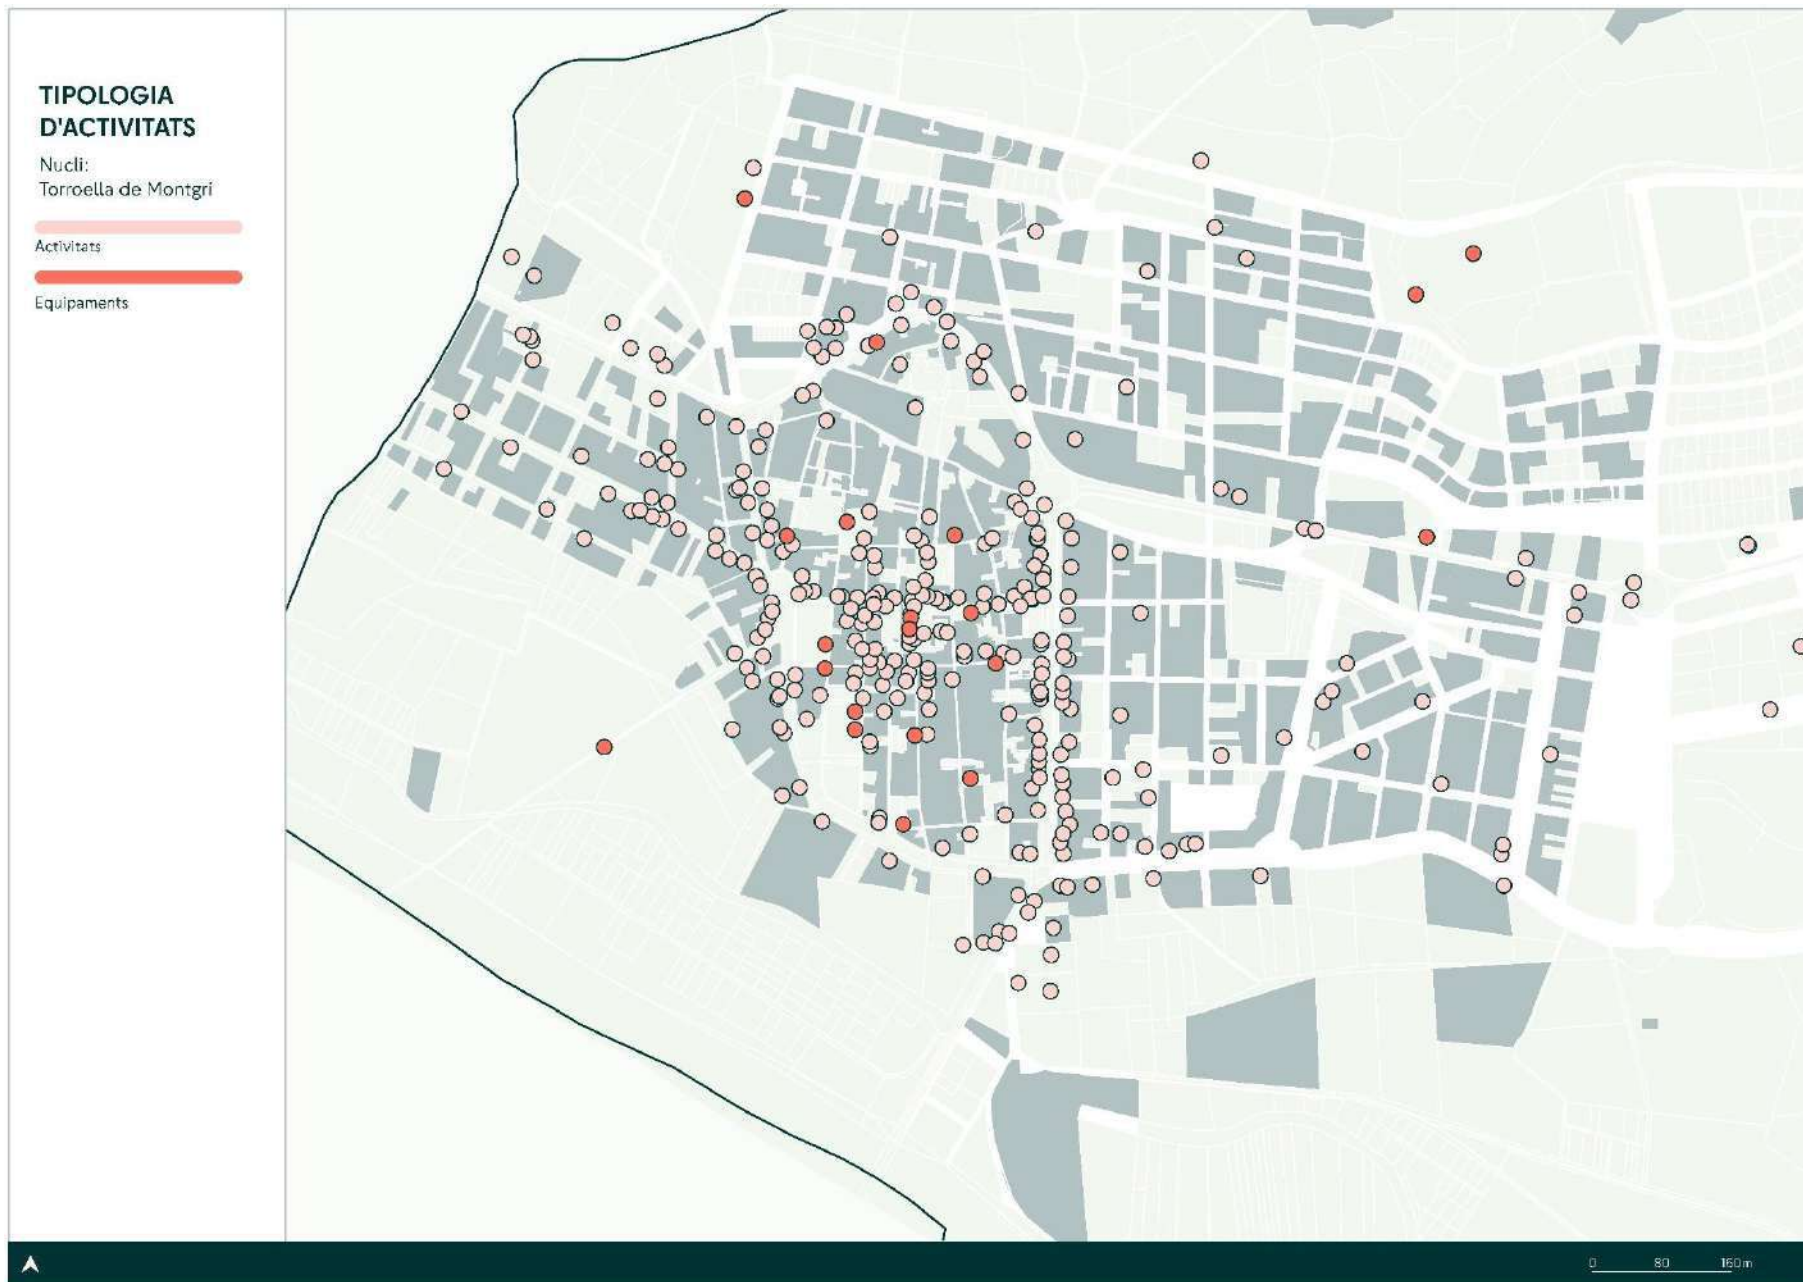 TIPOLOGIA
D'ACTIVITATS
Nucli:
Torroella de Montgrí
Activitats
Equipaments
0 80 160m